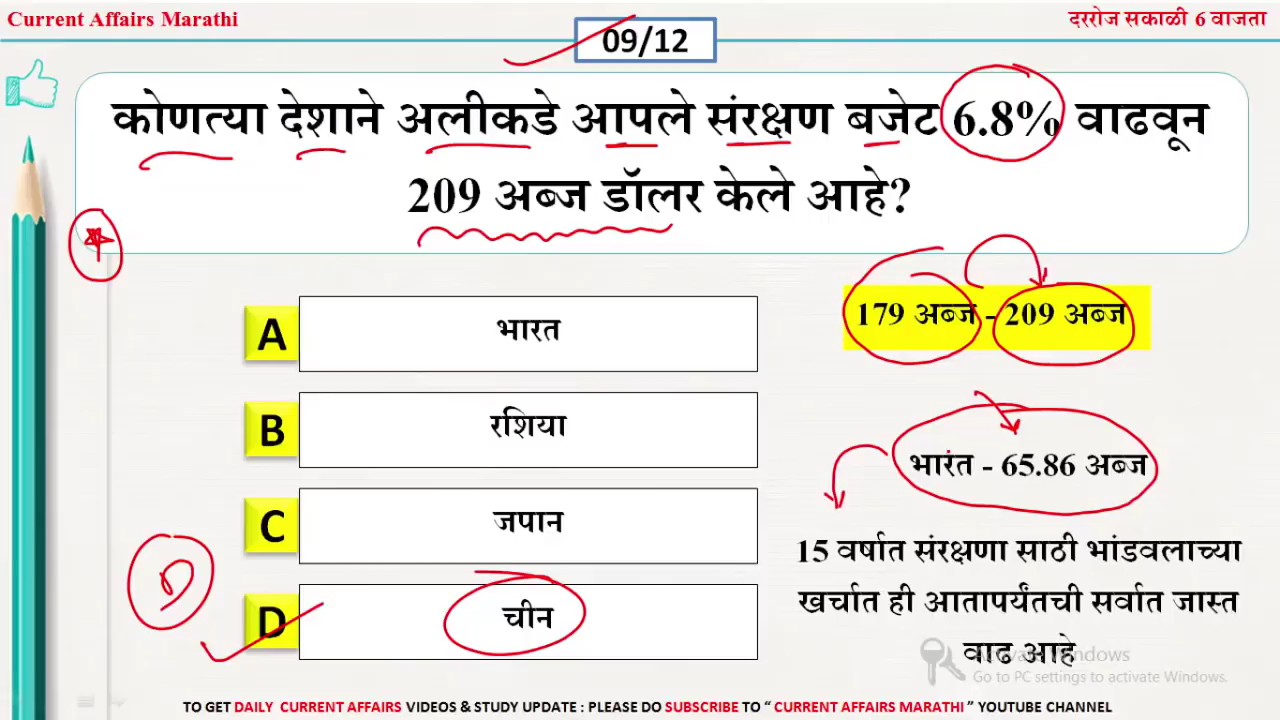 Current Affairs Marathi
दररोज सकाळी 6 वाजता
09/12
कोणत्या देशाने अलीकडे आपले संरक्षण बजेट 6.8% वाढवून
209 अब्ज डॉलर केले आहे?
A
भारत
B
रशिया
C
जपान
D
चीन
D
179 अब्ज - 209 अब्ज
भारत - 65.86 अब्ज
15 वर्षात संरक्षणा साठी भांडवलाच्या
खर्चात ही आतापर्यंतची सर्वात जास्त
वाढ आहे
Activate Windows
Go to PC settings to activate Windows.
TO GET DAILY CURRENT AFFAIRS VIDEOS & STUDY UPDATE : PLEASE DO SUBSCRIBE TO “ CURRENT AFFAIRS MARATHI ” YOUTUBE CHANNEL